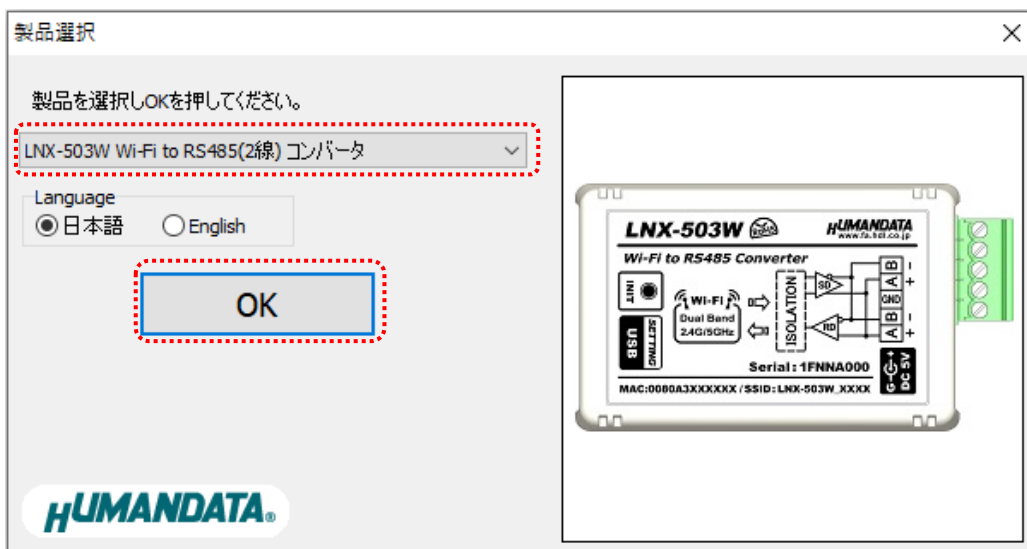 製品選択
製品を選択しOKを押してください。
LNX-503W Wi-Fi to RS485(2線) コンバータ
Language
日本語 English
OK
HUMANDATA®
LNX-503W RoHS HUMANDATA
www.fa.hdl.co.jp
Wi-Fi to RS485 Converter
INIT
SETTING
USB
Wi-Fi
Dual Band
2.4G/5GHz
ISOLATION
SD
RD
B -
A +
GND
B -
A +
G +
DC 5V
Serial: 1FNNA000
MAC:0080A3XXXXXX / SSID: LNX-503W_XXXX